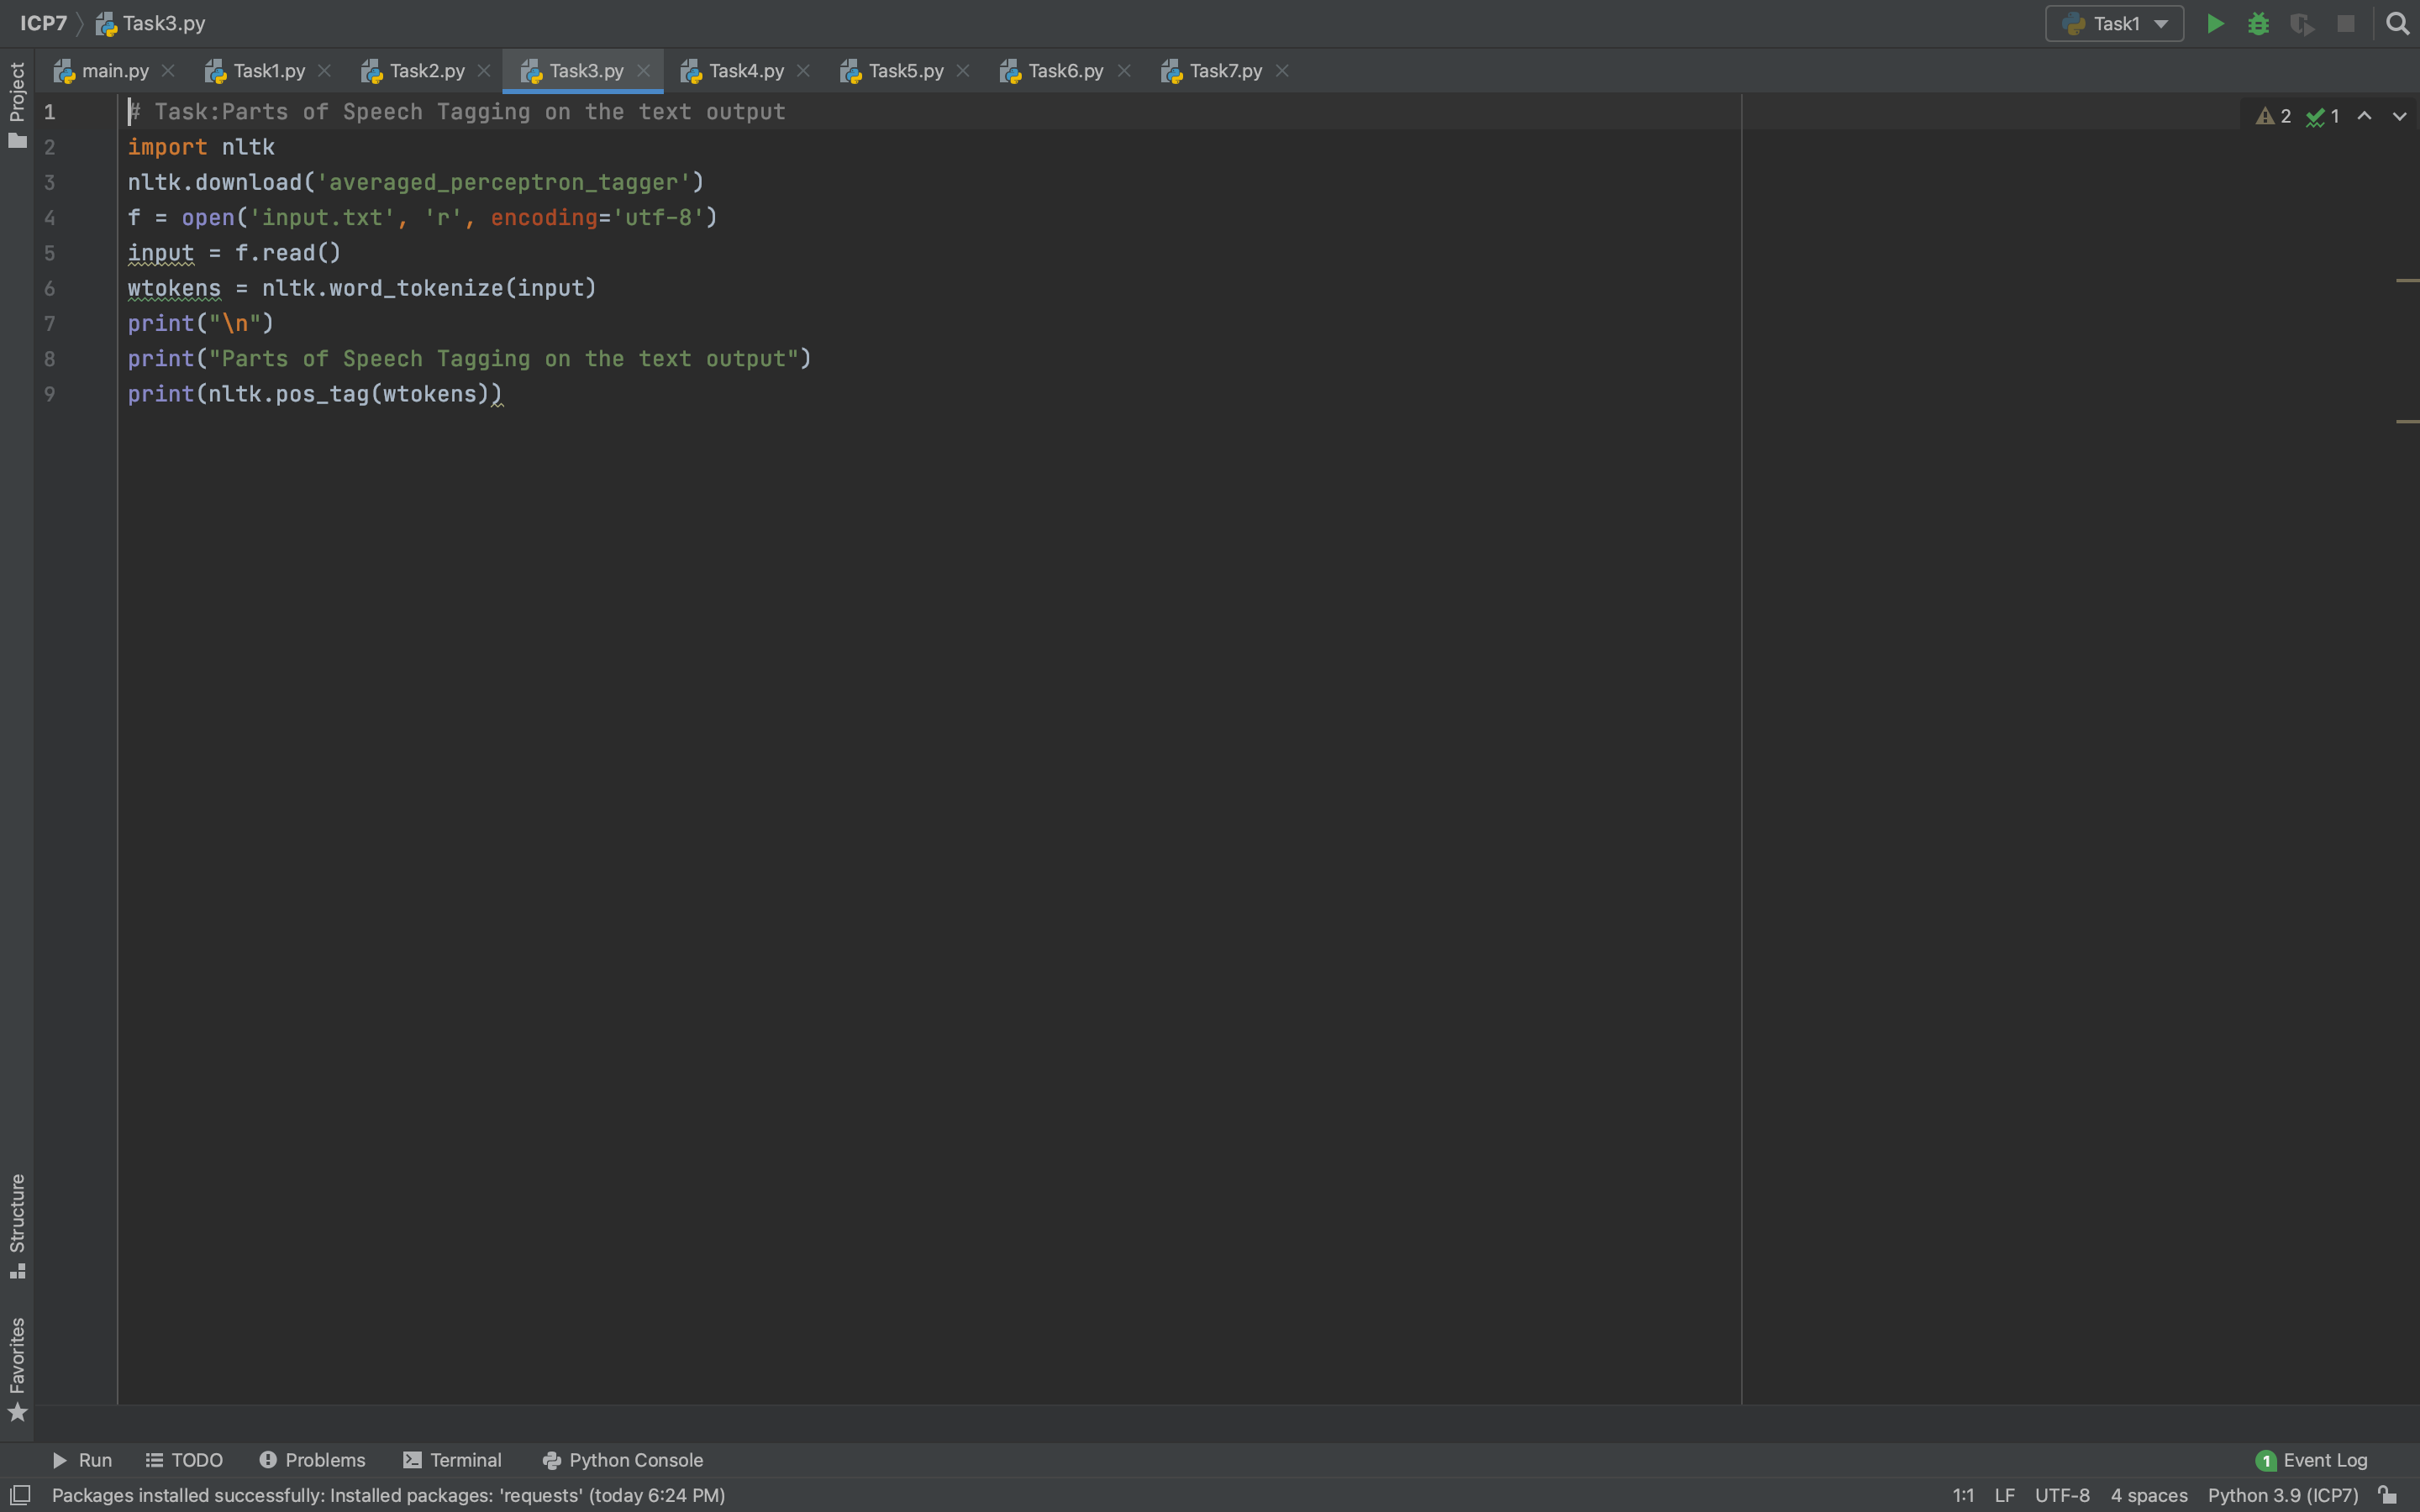 ICP7 Task3.py Task1
main.py Task1.py Task2.py Task3.py Task4.py Task5.py Task6.py Task7.py
Project
1 # Task:Parts of Speech Tagging on the text output 2 1
2 import nltk
3 nltk.download('averaged_perceptron_tagger')
4 f = open('input.txt', 'r', encoding='utf-8')
5 input = f.read()
6 wtokens = nltk.word_tokenize(input)
7 print("\n")
8 print("Parts of Speech Tagging on the text output")
9 print(nltk.pos_tag(wtokens))
Structure
Favorites
Run TODO Problems Terminal Python Console 1 Event Log
Packages installed successfully: Installed packages: 'requests' (today 6:24 PM) 1:1 LF UTF-8 4 spaces Python 3.9 (ICP7)